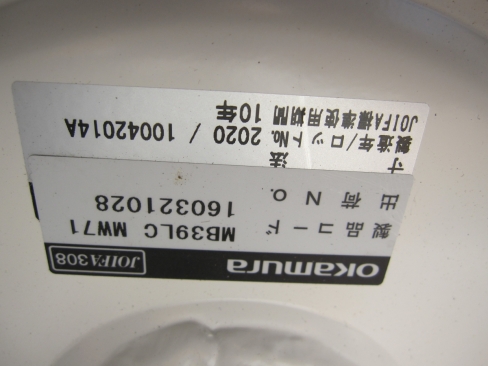 okamura JOIFA308
製品コード MB39LC MW71
出荷NO. 160321028
寸 法
製造年/ロットNo. 2020 / 10042014A
JOIFA標準使用期間 10年